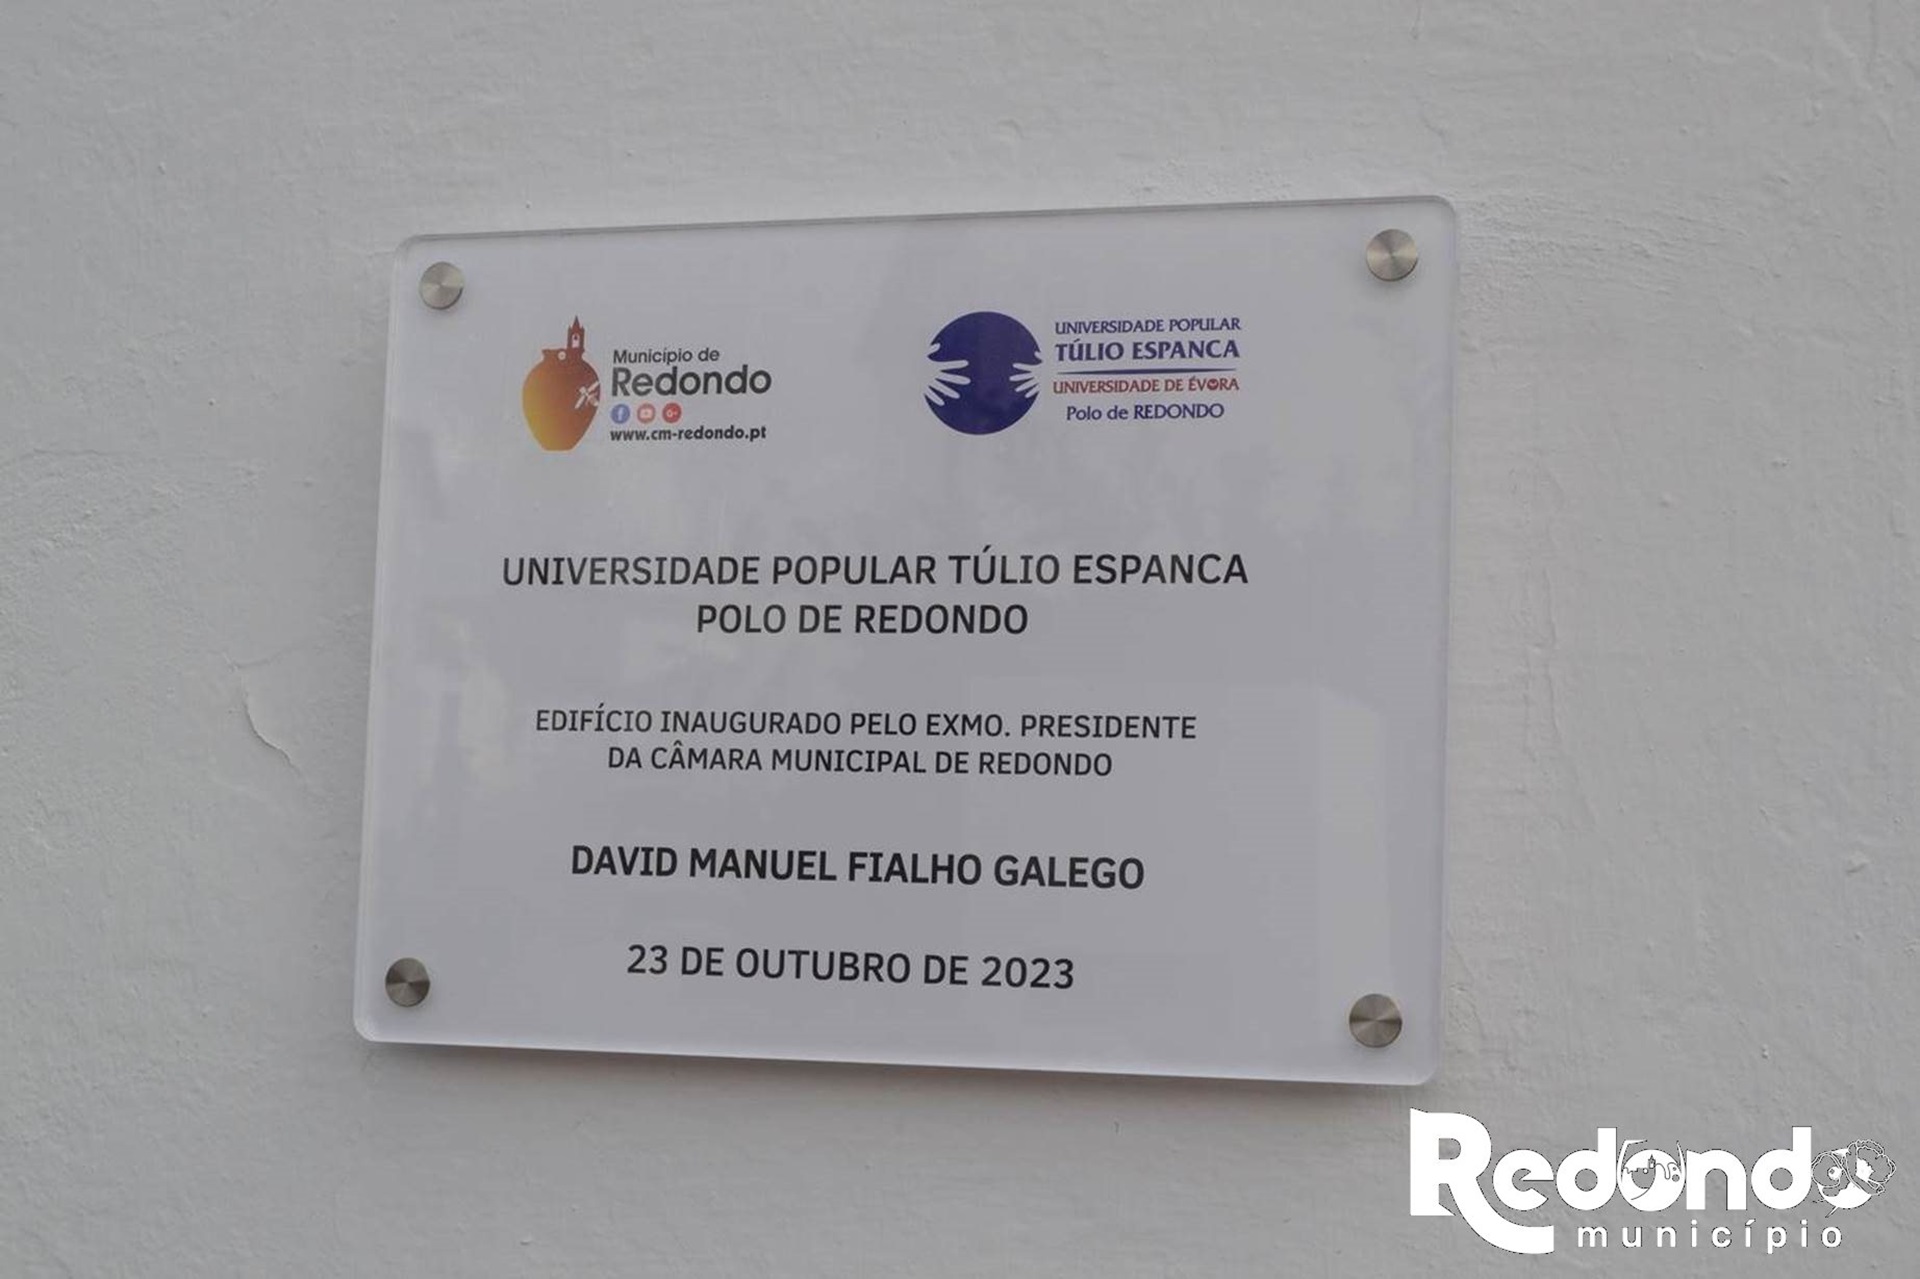 Município de
Redondo
www.cm-redondo.pt
UNIVERSIDADE POPULAR
TÚLIO ESPANCA
UNIVERSIDADE DE ÉVORA
Polo de REDONDO
UNIVERSIDADE POPULAR TÚLIO ESPANCA
POLO DE REDONDO
EDIFÍCIO INAUGURADO PELO EXMO. PRESIDENTE
DA CÂMARA MUNICIPAL DE REDONDO
DAVID MANUEL FIALHO GALEGO
23 DE OUTUBRO DE 2023
Redondo
município